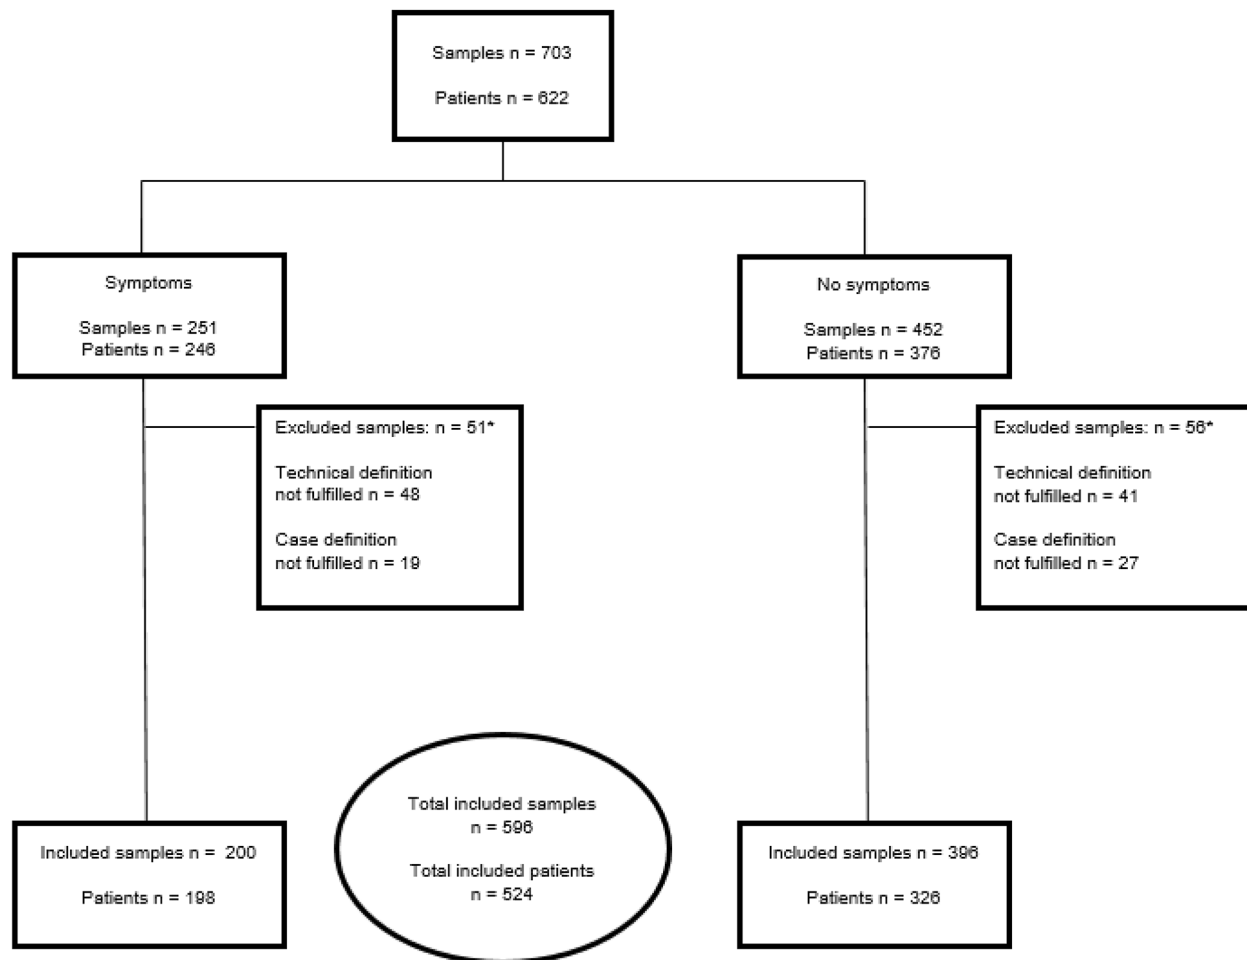 Samples n = 703
Patients n = 622
Symptoms
Samples n = 251
Patients n = 246
No symptoms
Samples n = 452
Patients n = 376
Excluded samples: n = 51*
Technical definition
not fulfilled n = 48
Case definition
not fulfilled n = 19
Excluded samples: n = 56*
Technical definition
not fulfilled n = 41
Case definition
not fulfilled n = 27
Included samples n =  200
Patients n = 198
Total included samples
n = 596
Total included patients
n = 524
Included samples n = 396
Patients n = 326